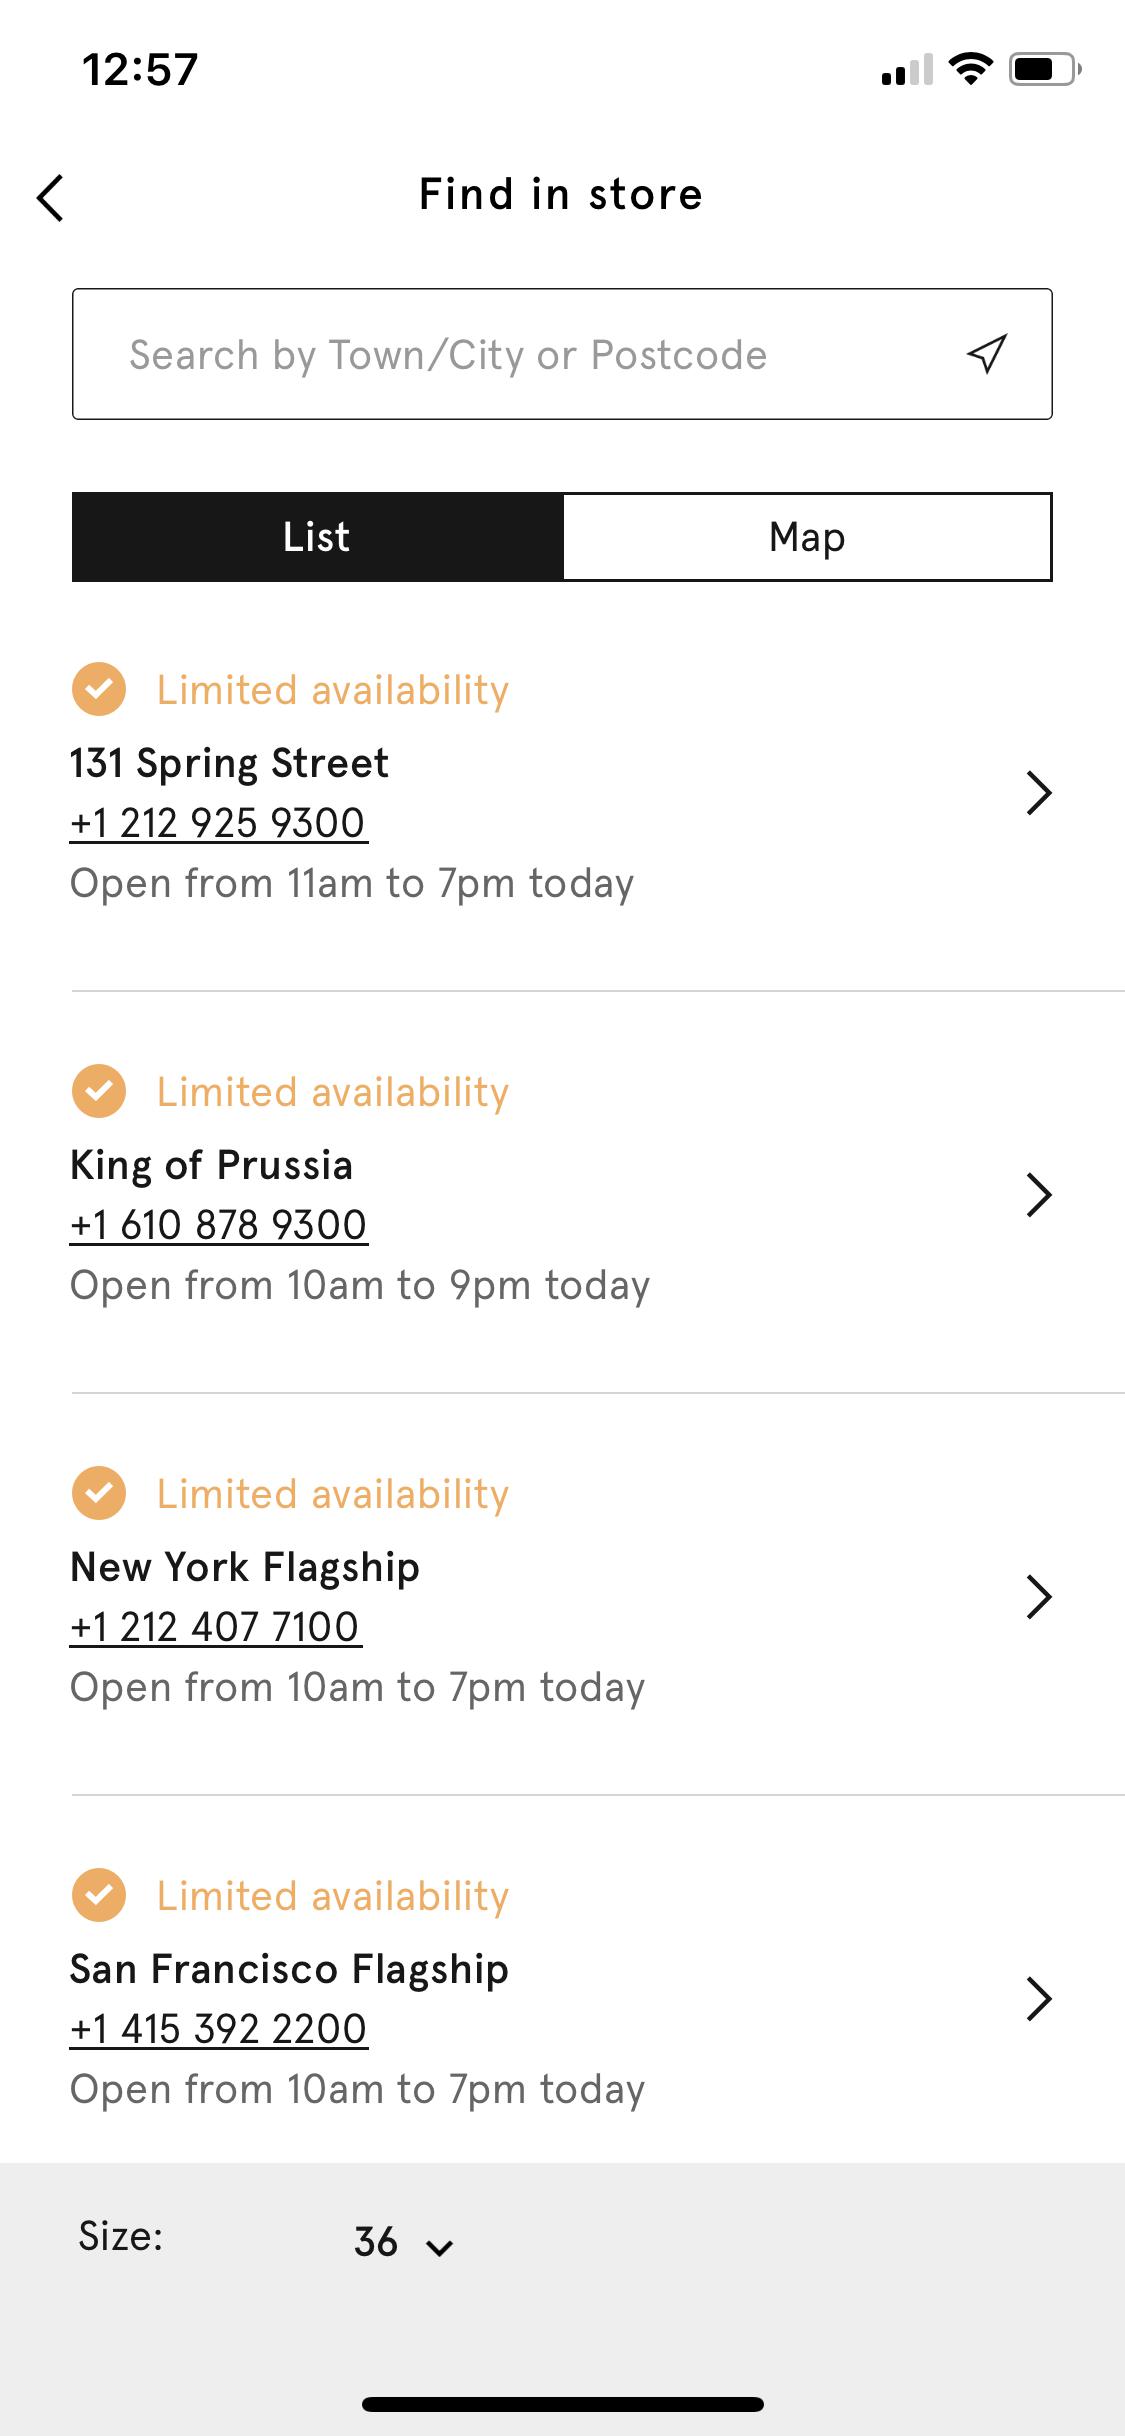 12:57
Find in store
Search by Town/City or Postcode
List
Map
Limited availability
131 Spring Street
+1 212 925 9300
Open from 11am to 7pm today
Limited availability
King of Prussia
+1 610 878 9300
Open from 10am to 9pm today
Limited availability
New York Flagship
+1 212 407 7100
Open from 10am to 7pm today
Limited availability
San Francisco Flagship
+1 415 392 2200
Open from 10am to 7pm today
Size: 36